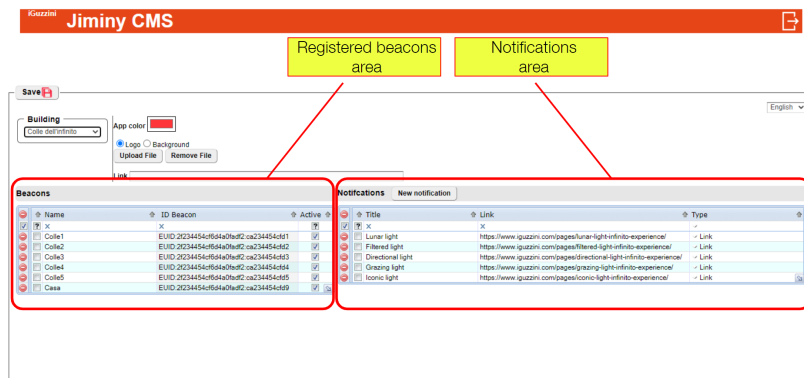 iGuzzini
Jiminy CMS
Registered beacons
area
Notifications
area
Save
English
Building
Colle dell'Infinito
App color
Logo Background
Upload File Remove File
Link
Beacons
Name ID Beacon Active
X X
Colle1 EUID:2f234454cf6d4a0fadf2:ca234454cfd1
Colle2 EUID:2f234454cf6d4a0fadf2:ca234454cfd2
Colle3 EUID:2f234454cf6d4a0fadf2:ca234454cfd3
Colle4 EUID:2f234454cf6d4a0fadf2:ca234454cfd4
Colle5 EUID:2f234454cf6d4a0fadf2:ca234454cfd5
Casa EUID:2f234454cf6d4a0fadf2:ca234454cfd9
Notifcations New notification
Title Link Type
X X
Lunar light https://www.iguzzini.com/pages/lunar-light-infinito-experience/ Link
Filtered light https://www.iguzzini.com/pages/filtered-light-infinito-experience/ Link
Directional light https://www.iguzzini.com/pages/directional-light-infinito-experience/ Link
Grazing light https://www.iguzzini.com/pages/grazing-light-infinito-experience/ Link
Iconic light https://www.iguzzini.com/pages/iconic-light-infinito-experience/ Link